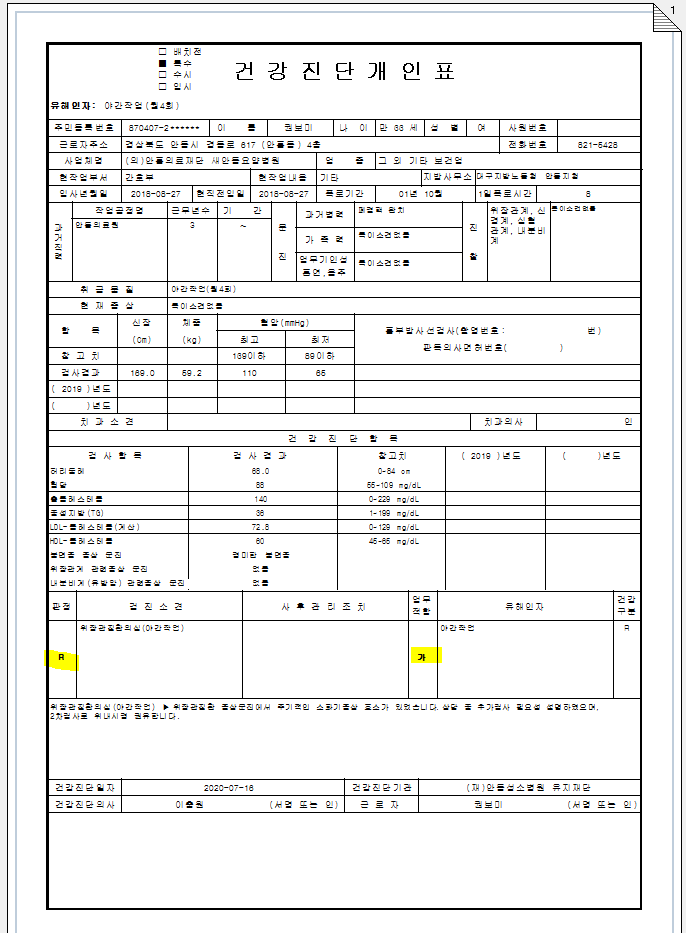 1
□ 배치전
■ 특수
□ 수시
□ 임시
건 강 진 단 개 인 표
유해인자: 야간작업(월4회)
주민등록번호 870407-2****** 이 름 권보미 나 이 만 33 세 성 별 여 사원번호
근로자주소 경상북도 안동시 경동로 617 (안흥동) 4층 전화번호 821-5428
사업체명 (의)안동의료재단 새안동요양병원 업 종 그 외 기타 보건업
현작업부서 간호부 현작업내용 기타 지방사무소 대구지방노동청 안동지청
입사년월일 2018-08-27 현직전입일 2018-08-27 폭로기간 01년 10월 1일폭로시간 8
과거직력 작업공정명 근무년수 기 간 문진 과거병력 폐결핵 완치 진찰 위장관계, 신경계, 심혈관계, 내분비계 특이소견없음
안동의료원 3 ~
가 족 력 특이소견없음
업무기인성 흡연,음주 특이소견없음
취 급 물 질 야간작업(월4회)
현 재 증 상 특이소견없음
항 목 신장 (Cm) 체중 (kg) 혈압(mmHg) 흉부방사선검사(촬영번호 : 번)
최고 최저 판독의사면허번호( )
참 고 치 139이하 89이하
검사결과 169.0 59.2 110 65
( 2019 )년도
( )년도
치 과 소 견 치과의사 인
건 강 진 단 항 목
검 사 항 목 검 사 결 과 참고치 ( 2019 )년도 ( )년도
허리둘레 68.0 0-84 cm
혈당 88 55-109 mg/dL
총콜레스테롤 140 0-229 mg/dL
중성지방(TG) 36 1-199 mg/dL
LDL-콜레스테롤(계산) 72.8 0-129 mg/dL
HDL-콜레스테롤 60 45-65 mg/dL
불면증 증상 문진 경미한 불면증
위장관계 관련증상 문진 없음
내분비계(유방암) 관련증상 문진 없음
판정 검 진 소 견 사 후 관 리 조 치 업무적합 유해인자 건강구분
R 위장관질환의심(야간작업) 가 야간작업 R
위장관질환의심(야간작업) ▶ 위장관질환 증상문진에서 주기적인 소화기증상 호소가 있었습니다. 상담 중 추가검사 필요성 설명하였으며,
2차검사로 위내시경 권유합니다.
건강진단일자 2020-07-16 건강진단기관 (재)안동성소병원 유지재단
건강진단의사 이충원 (서명 또는 인) 근 로 자 권보미 (서명 또는 인)